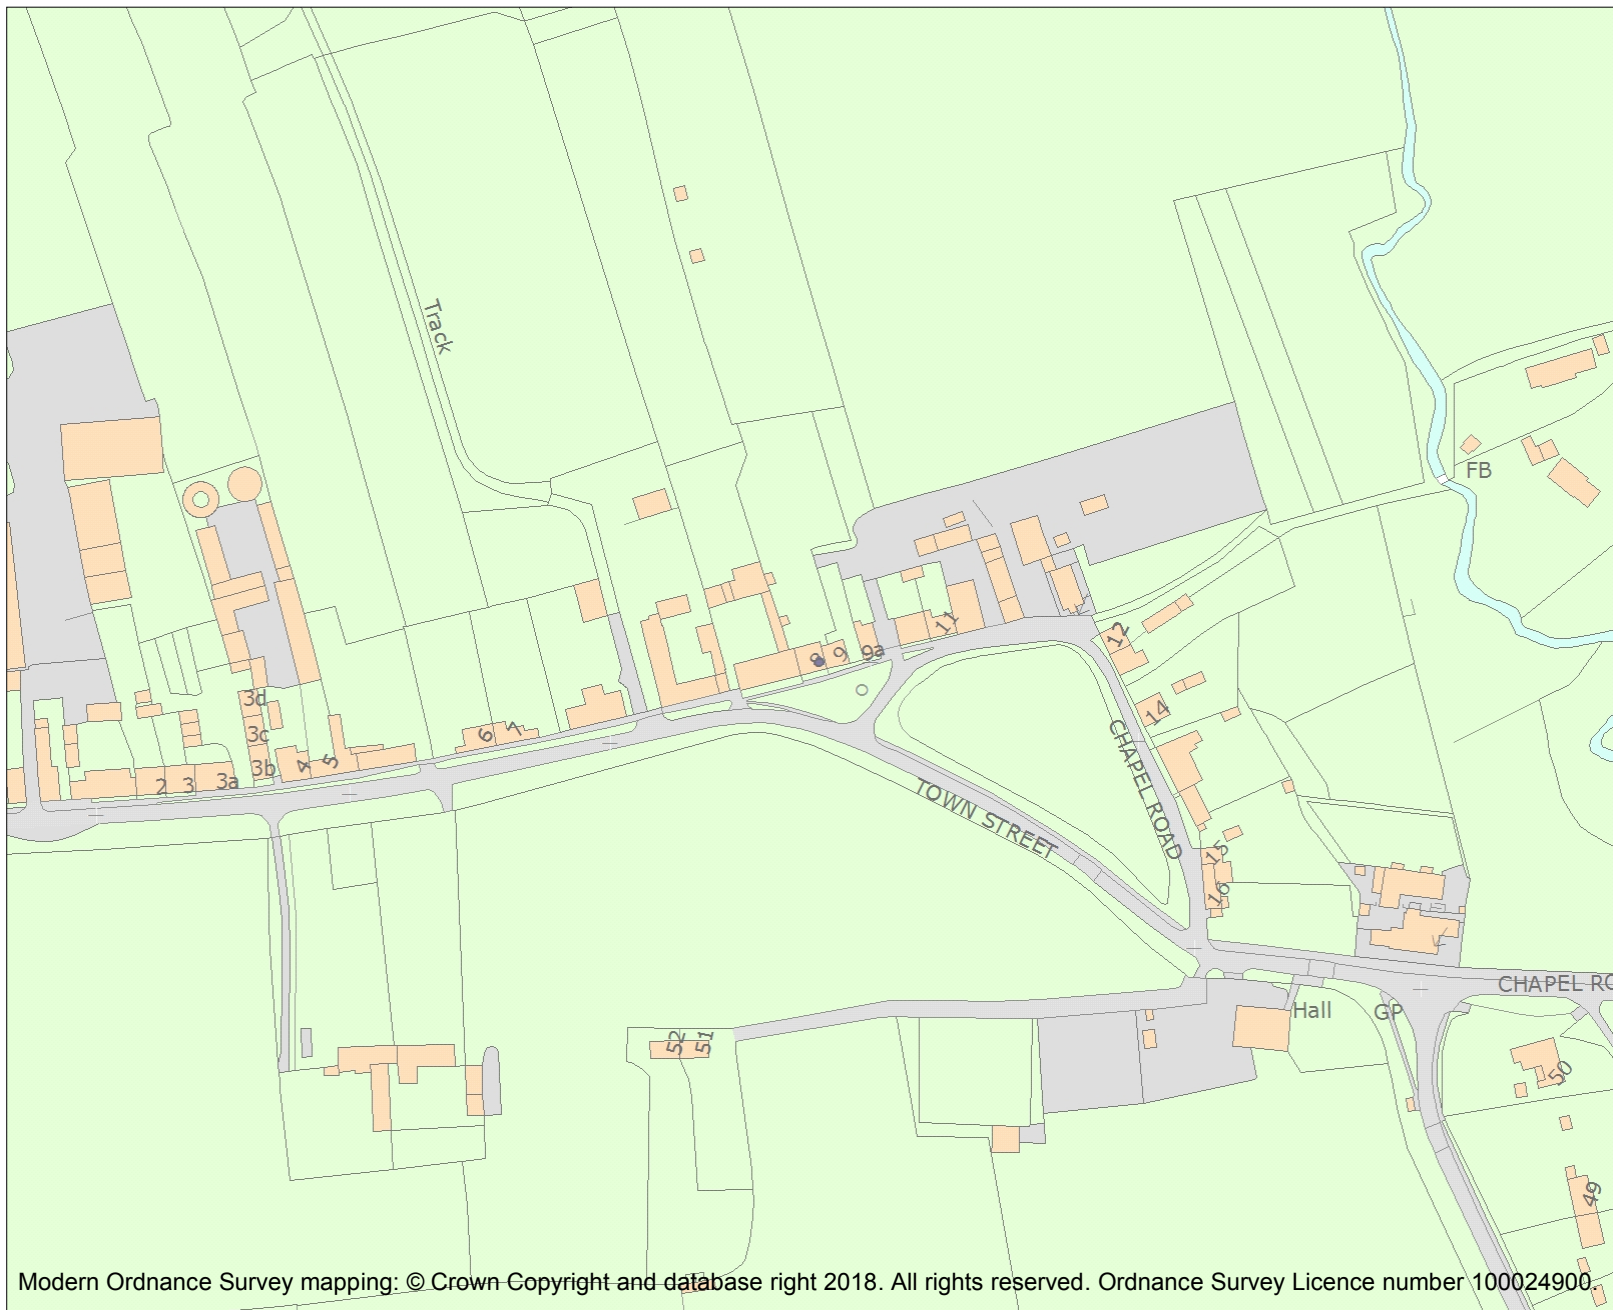 Track
FB
11
12
8
9
9a
14
3d
3c
3b
3a
2
3
4
5
6
7
CHAPEL ROAD
TOWN STREET
15
16
CHAPEL RO
Hall
GP
52
51
50
49
Modern Ordnance Survey mapping: © Crown Copyright and database right 2018. All rights reserved. Ordnance Survey Licence number 100024900.